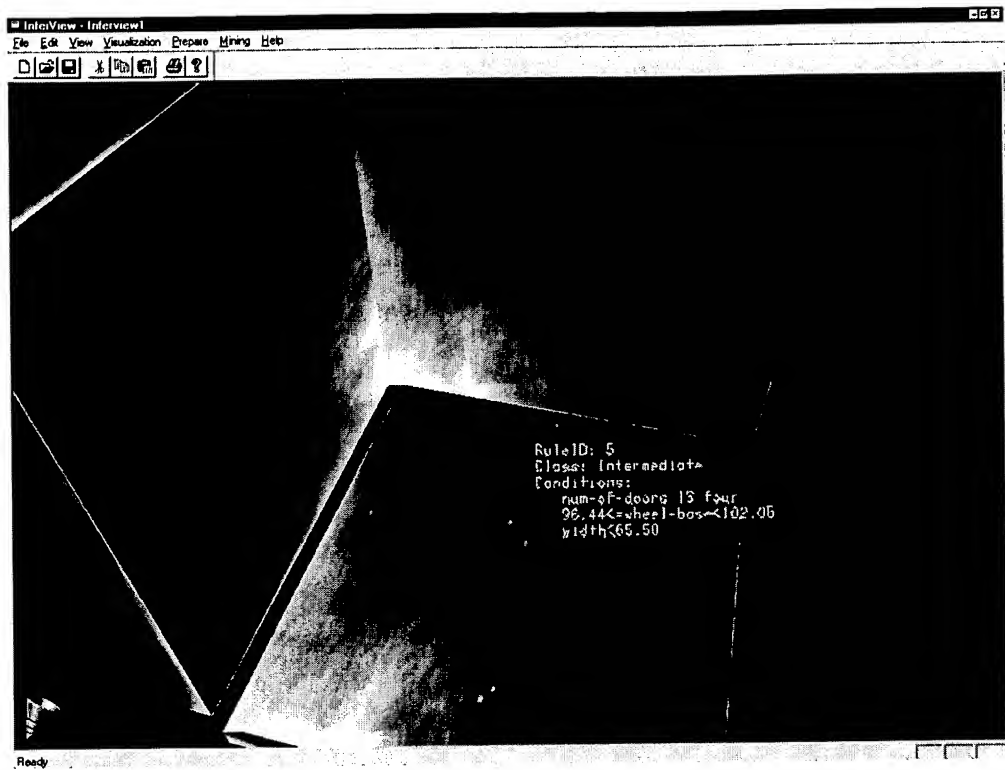 InterView - Interview1
File Edit View Visualization Prepare Mining Help
RuleID: 5
Class: Intermediate
Conditions:
num-of-doors IS four
96.44<=wheel-base<102.05
width<65.50
Ready